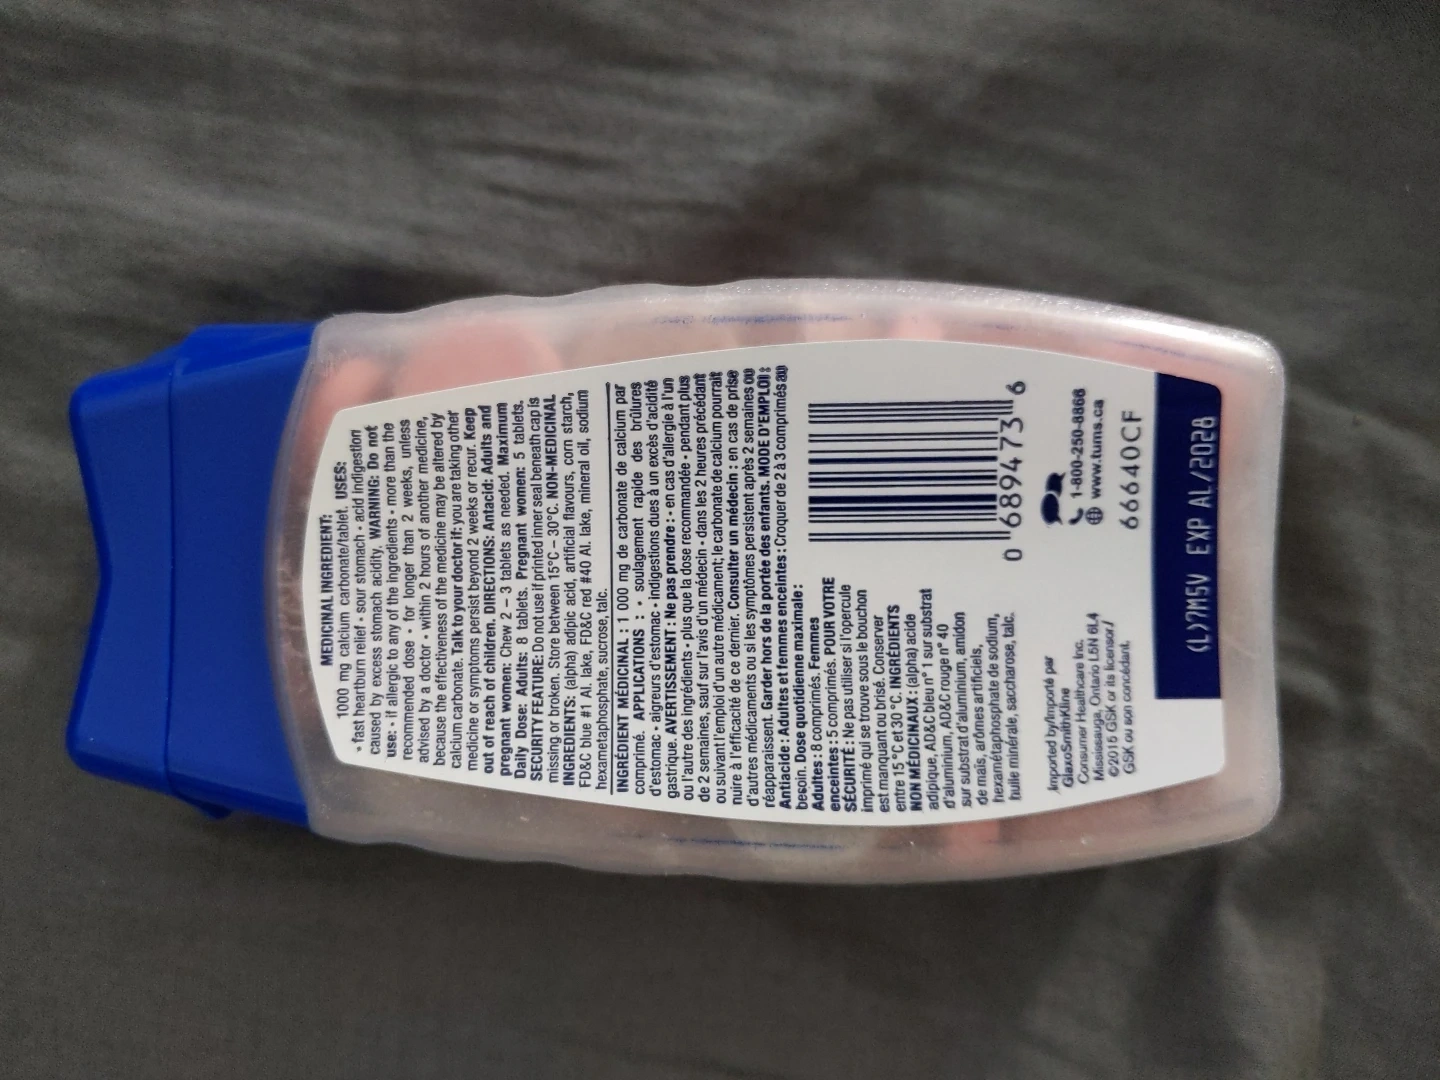 MEDICINAL INGREDIENT:
1000 mg calcium carbonate/tablet. USES:
• fast heartburn relief • sour stomach • acid indigestion
caused by excess stomach acidity. WARNING: Do not
use: • if allergic to any of the ingredients • more than the
recommended dose • for longer than 2 weeks, unless
advised by a doctor • within 2 hours of another medicine,
because the effectiveness of the medicine may be altered by
calcium carbonate. Talk to your doctor if: you are taking other
medicine or symptoms persist beyond 2 weeks or recur. Keep
out of reach of children. DIRECTIONS: Antacid: Adults and
pregnant women: Chew 2 – 3 tablets as needed. Maximum
Daily Dose: Adults: 8 tablets. Pregnant women: 5 tablets.
SECURITY FEATURE: Do not use if printed inner seal beneath cap is
missing or broken. Store between 15°C – 30°C. NON-MEDICINAL
INGREDIENTS: (alpha) adipic acid, artificial flavours, corn starch,
FD&C blue #1 Al. lake, FD&C red #40 Al. lake, mineral oil, sodium
hexametaphosphate, sucrose, talc.
INGRÉDIENT MÉDICINAL : 1 000 mg de carbonate de calcium par
comprimé. APPLICATIONS : • soulagement rapide des brûlures
d'estomac • aigreurs d'estomac • indigestions dues à un excès d'acidité
gastrique. AVERTISSEMENT : Ne pas prendre : • en cas d'allergie à l'un
ou l'autre des ingrédients • plus que la dose recommandée • pendant plus
de 2 semaines, sauf sur l'avis d'un médecin • dans les 2 heures précédant
ou suivant l'emploi d'un autre médicament; le carbonate de calcium pourrait
nuire à l'efficacité de ce dernier. Consulter un médecin : en cas de prise
d'autres médicaments ou si les symptômes persistent après 2 semaines ou
réapparaissent. Garder hors de la portée des enfants. MODE D'EMPLOI :
Antiacide : Adultes et femmes enceintes : Croquer de 2 à 3 comprimés au
besoin. Dose quotidienne maximale :
Adultes : 8 comprimés. Femmes
enceintes : 5 comprimés. POUR VOTRE
SÉCURITÉ : Ne pas utiliser si l'opercule
imprimé qui se trouve sous le bouchon
est manquant ou brisé. Conserver
entre 15 °C et 30 °C. INGRÉDIENTS
NON MÉDICINAUX : (alpha) acide
adipique, AD&C bleu n° 1 sur substrat
d'aluminium, AD&C rouge n° 40
sur substrat d'aluminium, amidon
de maïs, arômes artificiels,
hexamétaphosphate de sodium,
huile minérale, saccharose, talc.
0 68947 3 6
Imported by/Importé par
GlaxoSmithKline
Consumer Healthcare Inc.
Mississauga, Ontario L5N 6L4
©2015 GSK or its licensor/
GSK ou son concédant.
1-800-250-8866
www.tums.ca
66640CF
(L)7M5V EXP AL/2028